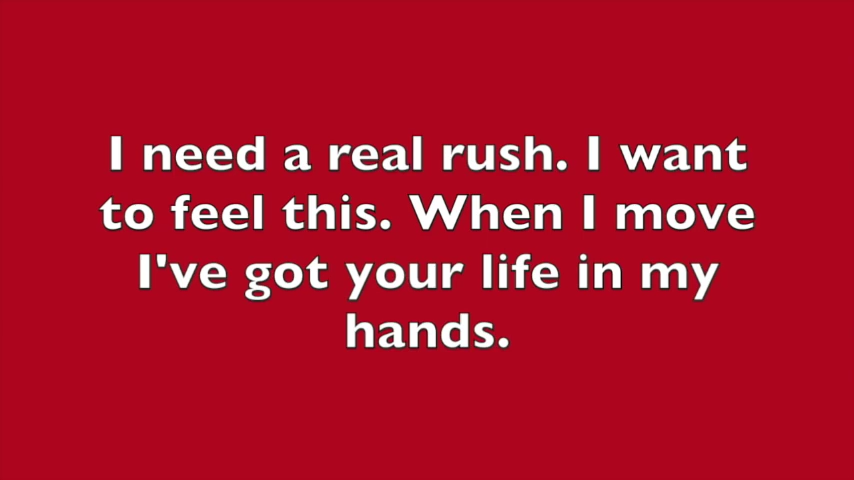 I need a real rush. I want
to feel this. When I move
I've got your life in my
hands.